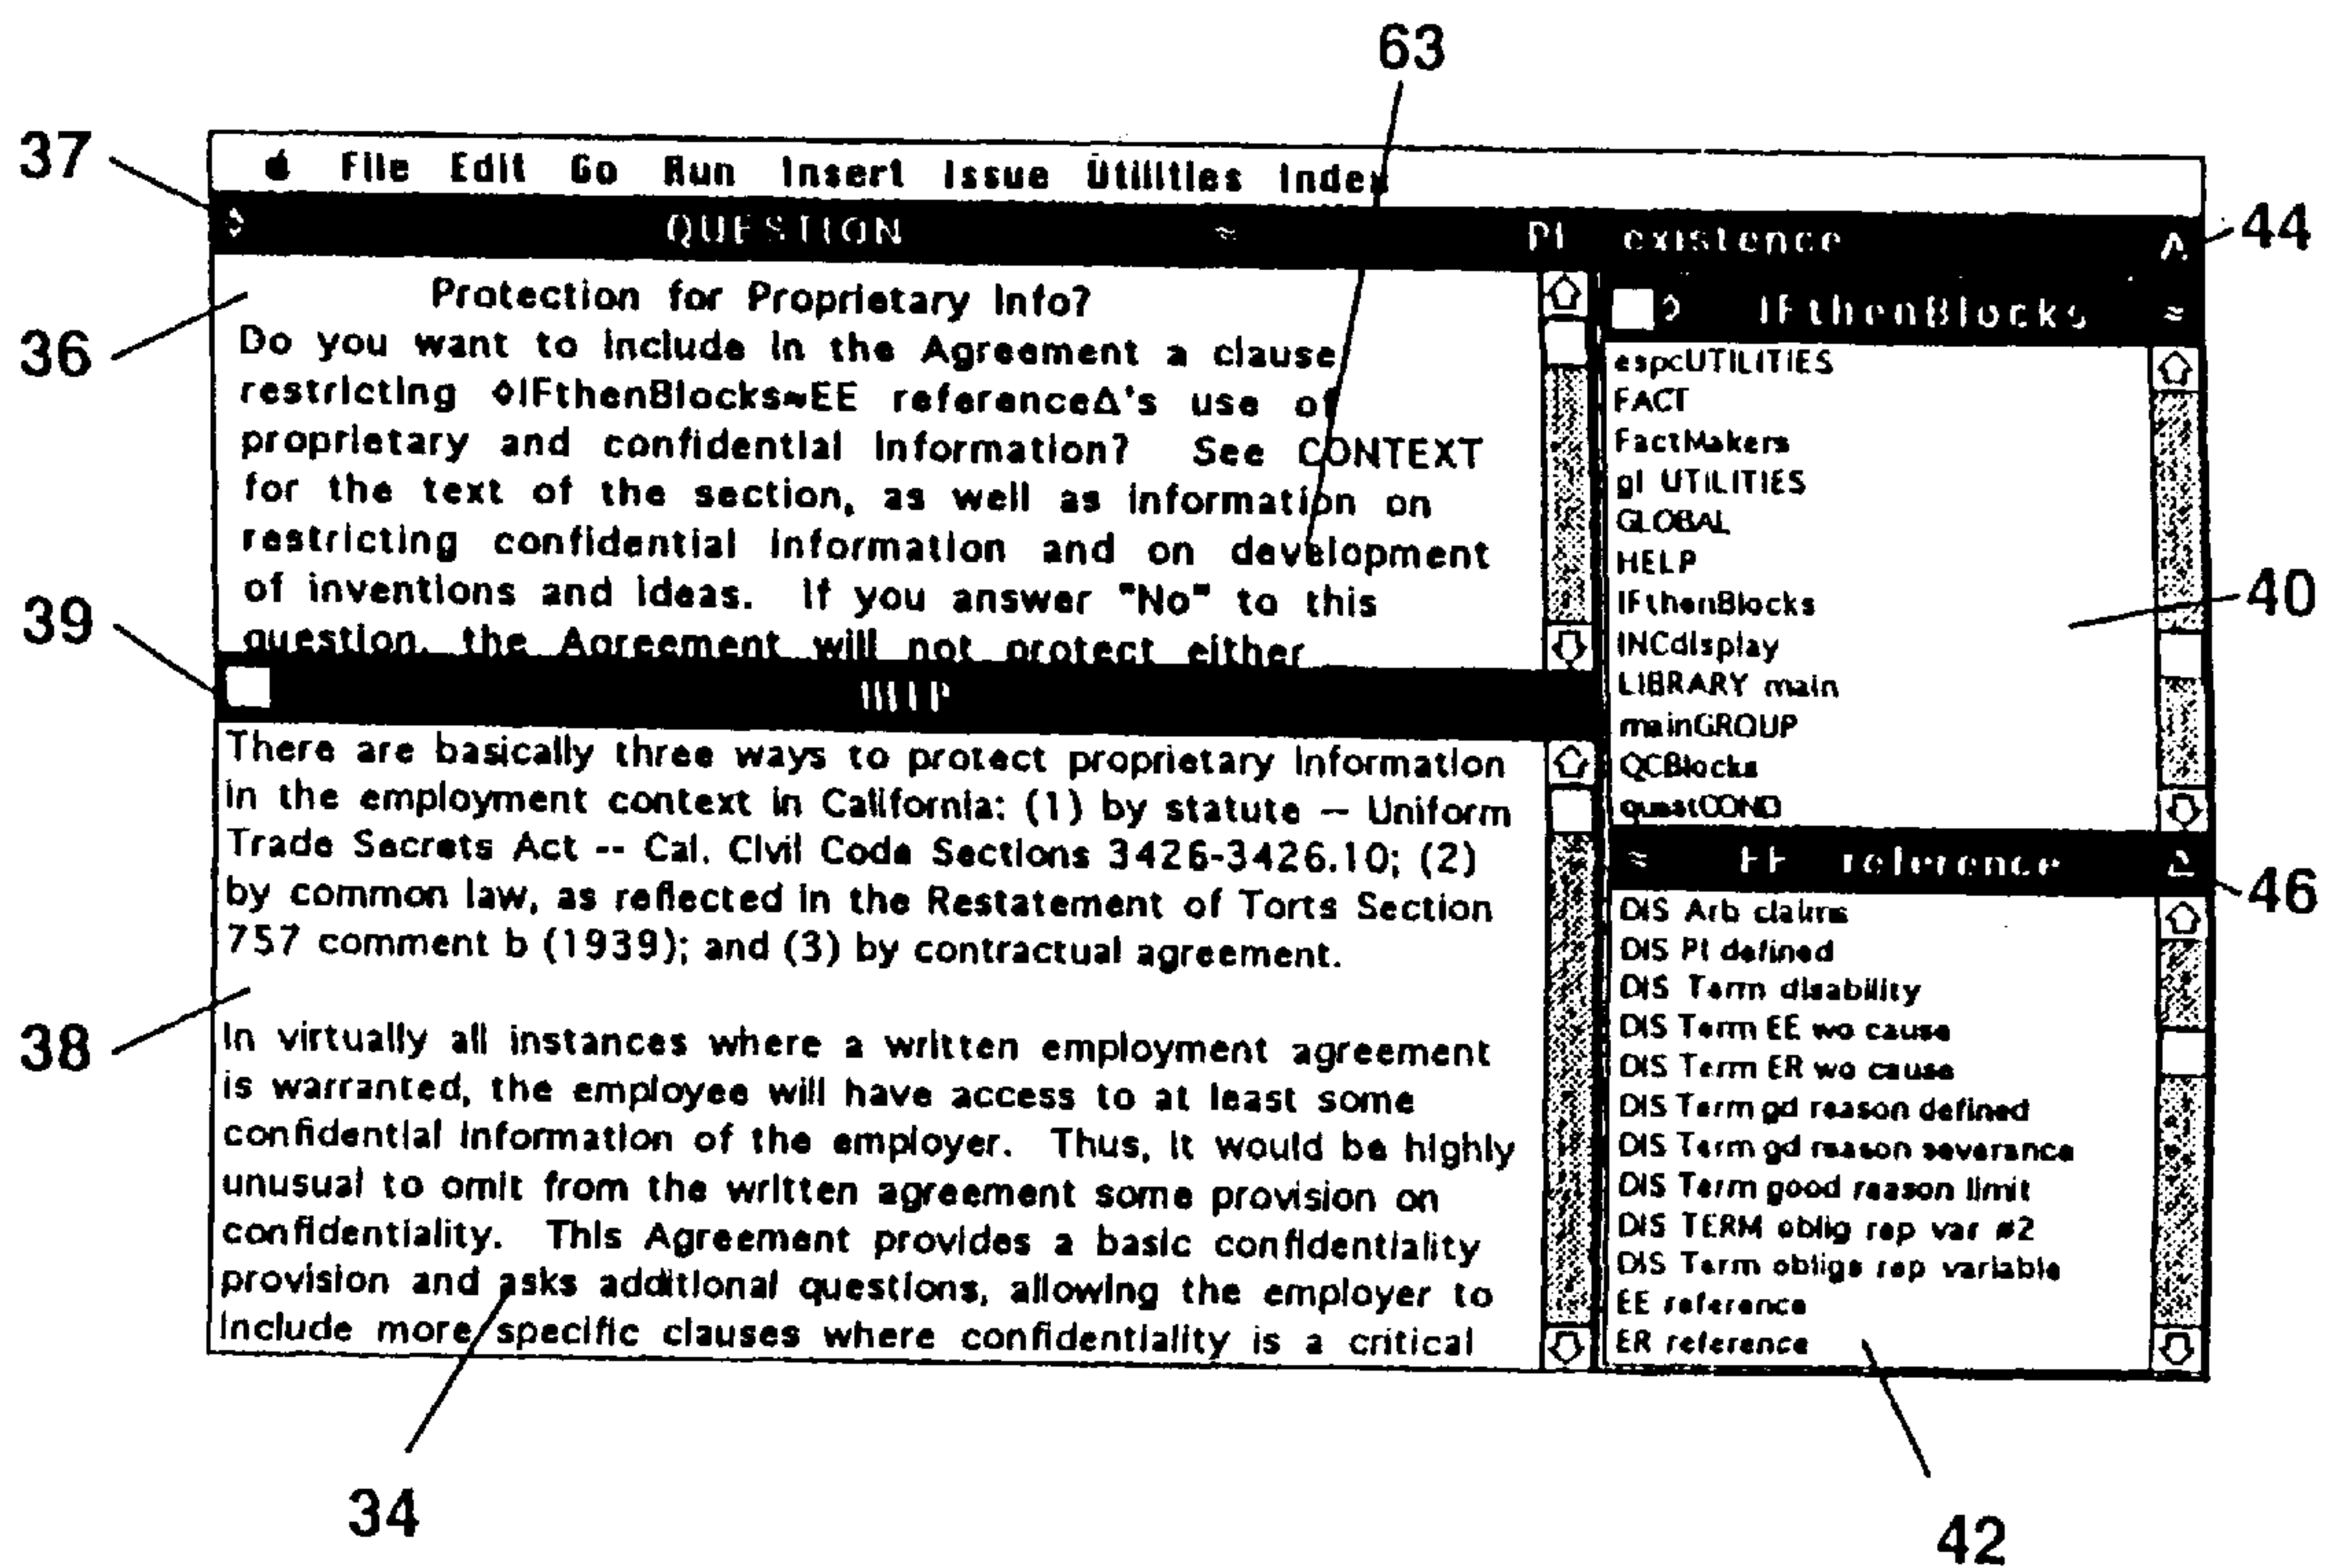 63
37
File Edit Go Run Insert Issue Utilities Index
QUESTION ≈ PI existence Δ
44
36
Protection for Proprietary Info?
Do you want to include in the Agreement a clause
restricting ◊IFthenBlocks≈EE referenceΔ's use of
proprietary and confidential information? See CONTEXT
for the text of the section, as well as information on
restricting confidential information and on development
of inventions and ideas. If you answer "No" to this
question, the Agreement will not protect either
39
HELP
There are basically three ways to protect proprietary information
in the employment context in California: (1) by statute -- Uniform
Trade Secrets Act -- Cal. Civil Code Sections 3426-3426.10; (2)
by common law, as reflected in the Restatement of Torts Section
757 comment b (1939); and (3) by contractual agreement.
38
In virtually all instances where a written employment agreement
is warranted, the employee will have access to at least some
confidential information of the employer. Thus, it would be highly
unusual to omit from the written agreement some provision on
confidentiality. This Agreement provides a basic confidentiality
provision and asks additional questions, allowing the employer to
include more specific clauses where confidentiality is a critical
34
◊ IFthenBlocks ≈
espcUTILITIES
FACT
FactMakers
gl UTILITIES
GLOBAL
HELP
IFthenBlocks
INCdisplay
LIBRARY main
mainGROUP
QCBlocks
questCOND
40
≈ EE reference Δ
46
DIS Arb claims
DIS PI defined
DIS Term disability
DIS Term EE wo cause
DIS Term ER wo cause
DIS Term gd reason defined
DIS Term gd reason severance
DIS Term good reason limit
DIS TERM oblig rep var #2
DIS Term obligs rep variable
EE reference
ER reference
42